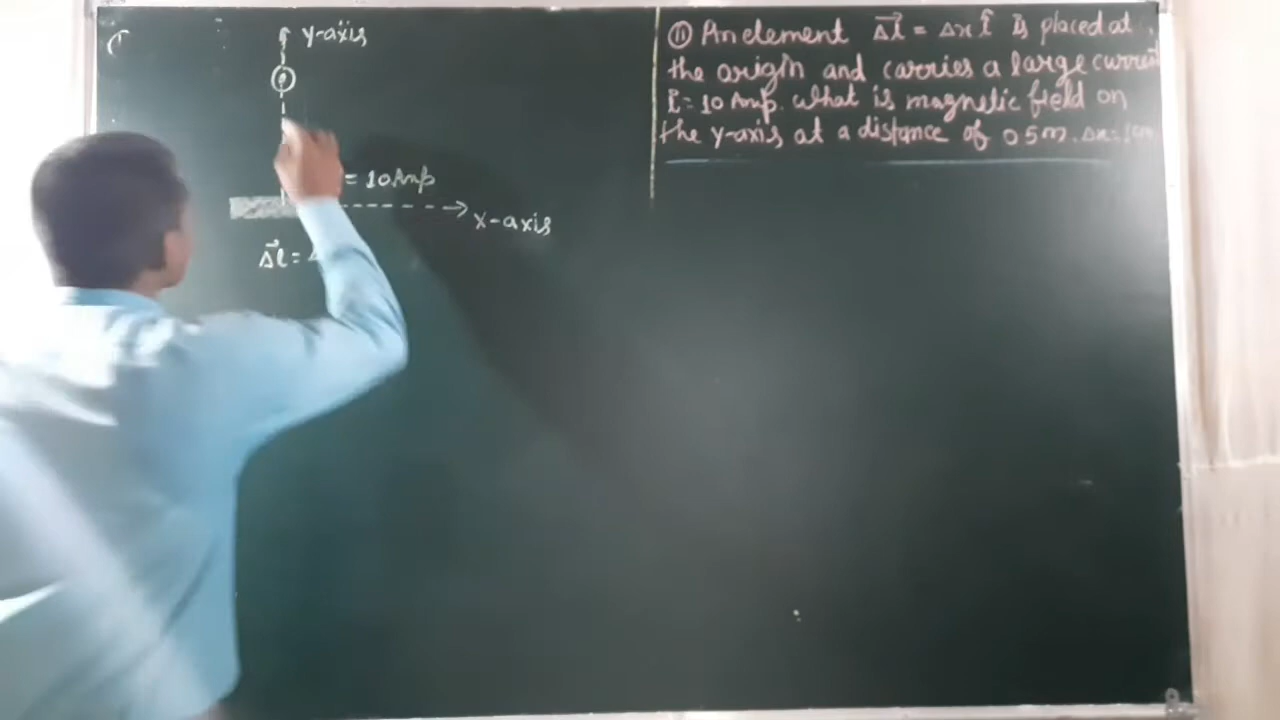 y-axis
= 10 Amp
x-axis
Δl =
(ii) An element Δl = Δx î is placed at
the origin and carries a large current
i = 10 Amp. What is magnetic field on
the y-axis at a distance of 0.5m. Δx = 1cm